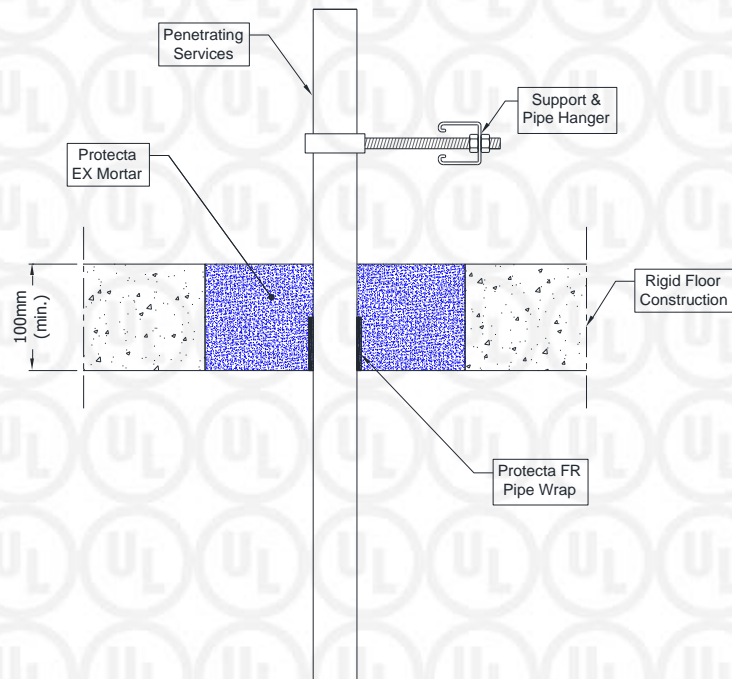 Penetrating
Services
Support &
Pipe Hanger
Protecta
EX Mortar
Rigid Floor
Construction
100mm
(min.)
Protecta FR
Pipe Wrap